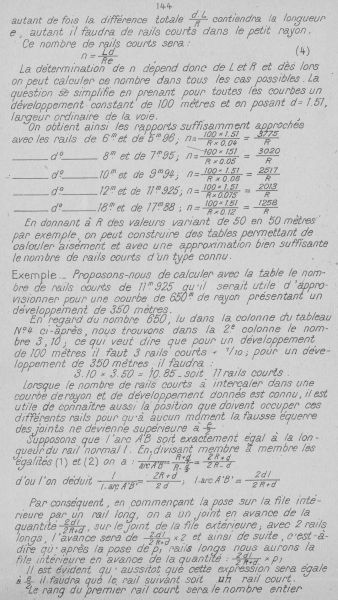 144
autant de fois la différence totale dL/R contiendra la longueur
e, autant il faudra de rails courts dans le petit rayon.
Ce nombre de rails courts sera:
n = Ld/Re (4)
La détermination de n dépend donc de L et R et dès lors
on peut calculer ce nombre dans tous les cas possibles. La
question se simplifie en prenant pour toutes les courbes un
développement constant de 100 mètres et en posant d=1.51,
largeur ordinaire de la voie.
On obtient ainsi les rapports suffisamment approchés
avec les rails de 6m et de 5m96; n= 100×1.51/R×0.04 = 3775/R
d° 8m et de 7m95; n= 100×1.51/R×0.05 = 3020/R
d° 10m et de 9m94; n= 100×1.51/R×0.06 = 2517/R
d° 12m et de 11m925; n= 100×1.51/R×0.075 = 2013/R
d° 18m et de 17m88; n= 100×1.51/R×0.12 = 1258/R
En donnant à R des valeurs variant de 50 en 50 mètres
par exemple, on peut construire des tables permettant de
calculer aisément et avec une approximation bien suffisante
le nombre de rails courts d'un type connu.
Exemple._ Proposons-nous de calculer avec la table le nom-
bre de rails courts de 11m925 qu'il serait utile d'appro-
visionner pour une courbe de 650m de rayon présentant un
développement de 350 mètres.
En regard du nombre 650, lu dans la colonne du tableau
N°4 ci-après, nous trouvons dans la 2e colonne le nom-
bre 3,10; ce qui veut dire que pour un développement
de 100 mètres il faut 3 rails courts + 1/10; pour un déve-
loppement de 350 mètres il faudra:
3.10 × 3.50 = 10.85 - soit 11 rails courts.
Lorsque le nombre de rails courts à intercaler dans une
courbe de rayon et de développement donnés est connu, il est
utile de connaître aussi la position que doivent occuper ces
différents rails pour qu'à aucun moment la fausse équerre
des joints ne devienne supérieure à e/2
Supposons que l'arc A'B' soit exactement égal à la lon-
gueur du rail normal l. En divisant membre à membre les
égalités (1) et (2) on a: l/arc A'B' = R+d/2/R-d/2 = 2R+d/2R-d
d'où l'on déduit l/l-arc A'B' = 2R+d/2d; l-arc A'B' = 2dl/2R+d
Par conséquent, en commençant la pose sur la file inté-
rieure par un rail long, on a un joint en avance de la
quantité 2dl/2R+d, sur le joint de la file extérieure; avec 2 rails
longs, l'avance sera de 2dl/2R+d × 2 et ainsi de suite, c'est-à-
dire qu'après la pose de p, rails longs nous aurons la
file intérieure en avance de la quantité: 2dl/2R+d × p,
Il est évident qu'aussitôt que cette expression sera égale
à e/2 il faudra que le rail suivant soit un rail court.
Le rang du premier rail court sera le nombre entier